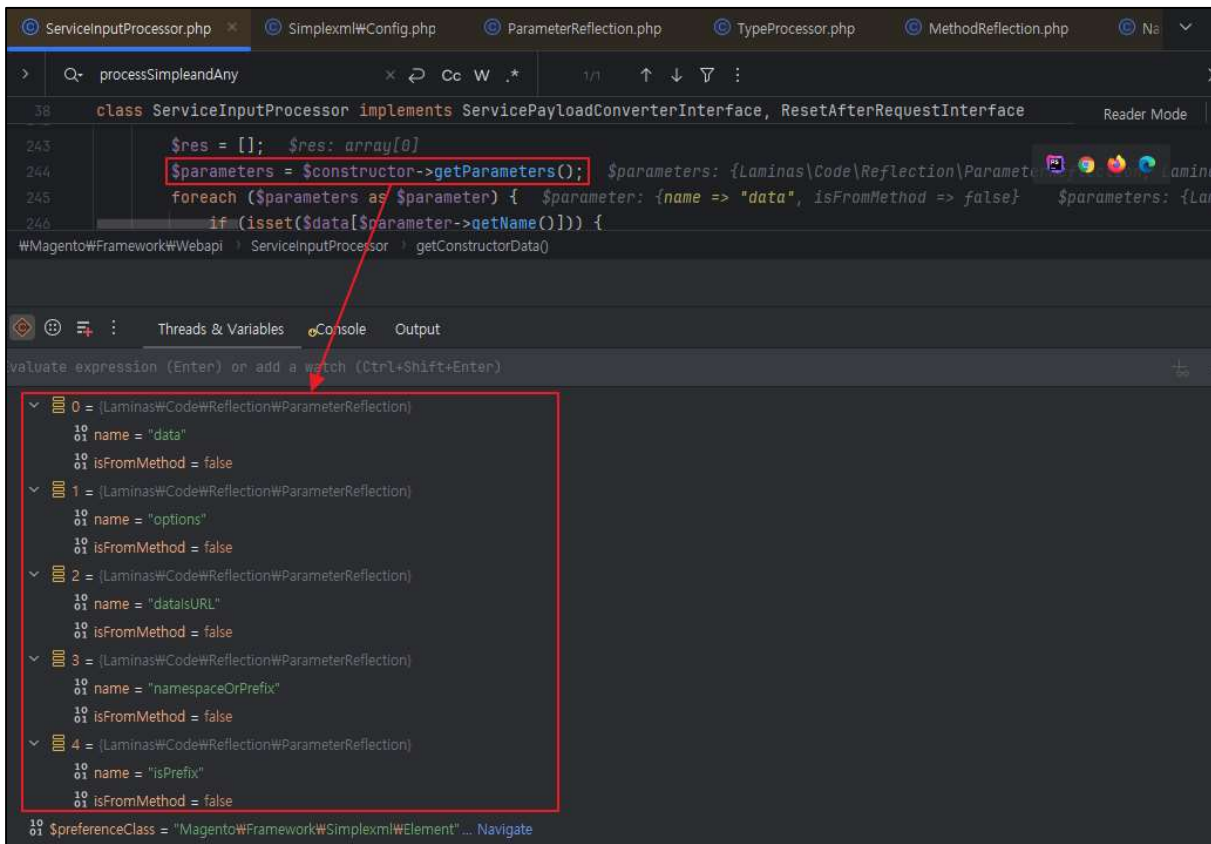 ServiceInputProcessor.php × Simplexml₩Config.php ParameterReflection.php TypeProcessor.php MethodReflection.php Na
> Q- processSimpleandAny × Cc W .* 1/1 ↑ ↓ :
38 class ServiceInputProcessor implements ServicePayloadConverterInterface, ResetAfterRequestInterface Reader Mode
243 $res = []; $res: array[0]
244 $parameters = $constructor->getParameters(); $parameters: {Laminas\Code\Reflection\Paramet
245 foreach ($parameters as $parameter) { $parameter: {name => "data", isFromMethod => false} $parameters: {La
246 if (isset($data[$parameter->getName()])) {
₩Magento₩Framework₩Webapi › ServiceInputProcessor › getConstructorData()
Threads & Variables Console Output
valuate expression (Enter) or add a watch (Ctrl+Shift+Enter)
0 = {Laminas₩Code₩Reflection₩ParameterReflection}
name = "data"
isFromMethod = false
1 = {Laminas₩Code₩Reflection₩ParameterReflection}
name = "options"
isFromMethod = false
2 = {Laminas₩Code₩Reflection₩ParameterReflection}
name = "dataIsURL"
isFromMethod = false
3 = {Laminas₩Code₩Reflection₩ParameterReflection}
name = "namespaceOrPrefix"
isFromMethod = false
4 = {Laminas₩Code₩Reflection₩ParameterReflection}
name = "isPrefix"
isFromMethod = false
$preferenceClass = "Magento₩Framework₩Simplexml₩Element"... Navigate